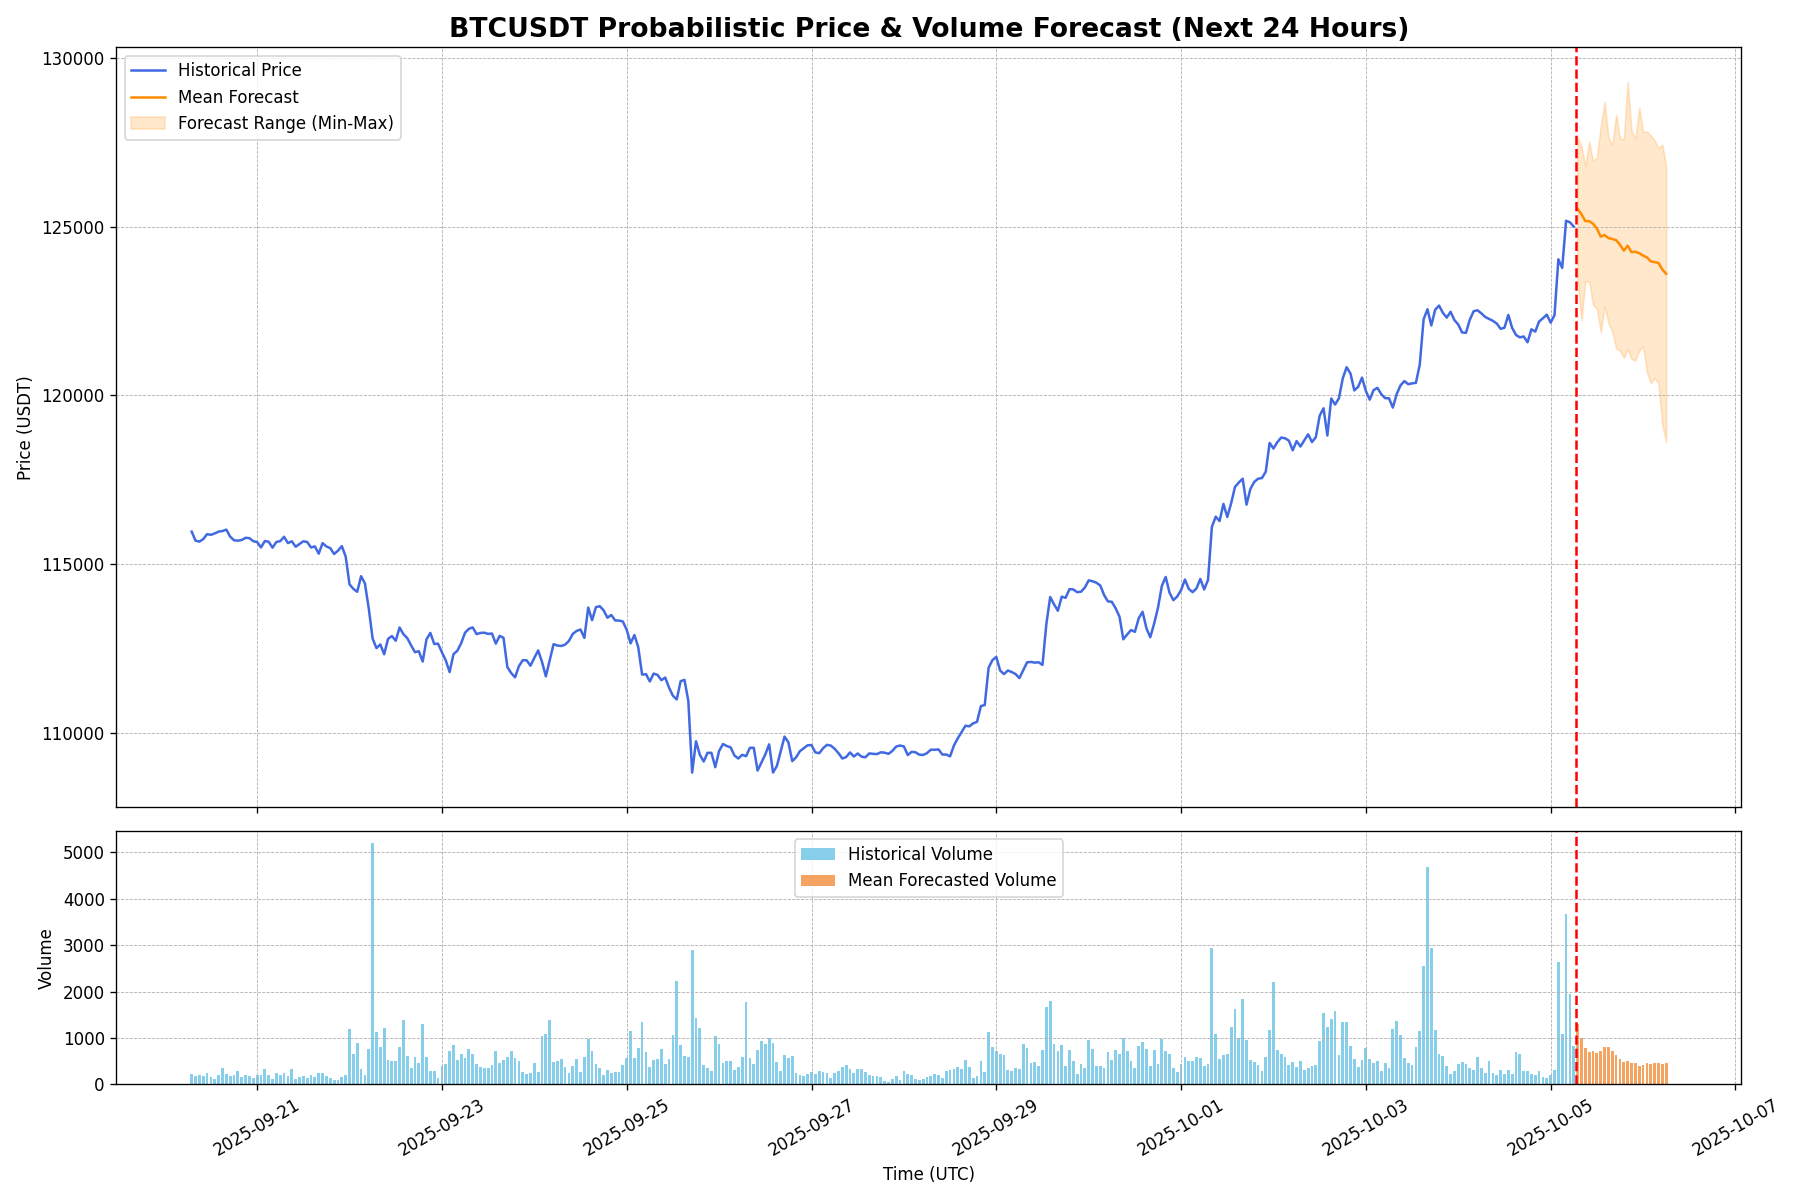 BTCUSDT Probabilistic Price & Volume Forecast (Next 24 Hours)
Historical Price
Mean Forecast
Forecast Range (Min-Max)
130000
125000
120000
115000
110000
Price (USDT)
Historical Volume
Mean Forecasted Volume
5000
4000
3000
2000
1000
0
Volume
2025-09-21
2025-09-23
2025-09-25
2025-09-27
2025-09-29
2025-10-01
2025-10-03
2025-10-05
2025-10-07
Time (UTC)